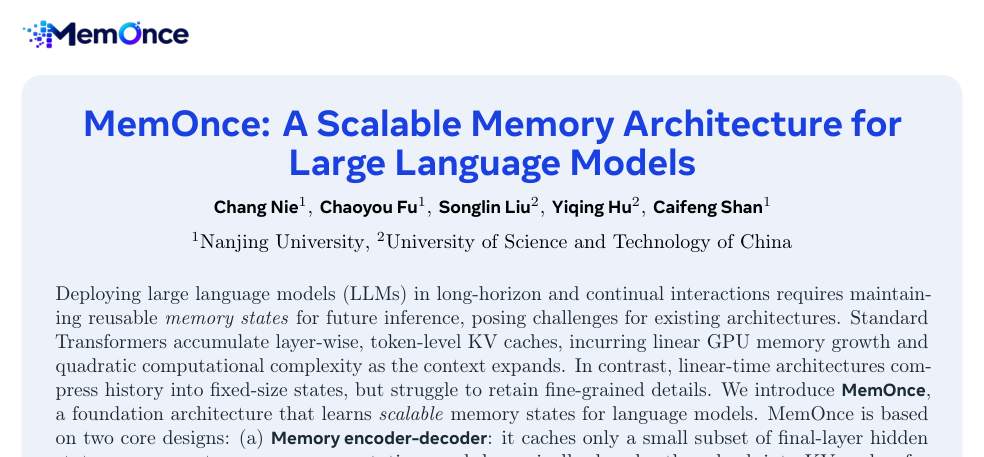 MemOnce
MemOnce: A Scalable Memory Architecture for
Large Language Models
Chang Nie¹, Chaoyou Fu¹, Songlin Liu², Yiqing Hu², Caifeng Shan¹
¹Nanjing University, ²University of Science and Technology of China
Deploying large language models (LLMs) in long-horizon and continual interactions requires maintain-
ing reusable memory states for future inference, posing challenges for existing architectures. Standard
Transformers accumulate layer-wise, token-level KV caches, incurring linear GPU memory growth and
quadratic computational complexity as the context expands. In contrast, linear-time architectures com-
press history into fixed-size states, but struggle to retain fine-grained details. We introduce MemOnce,
a foundation architecture that learns scalable memory states for language models. MemOnce is based
on two core designs: (a) Memory encoder-decoder: it caches only a small subset of final-layer hidden